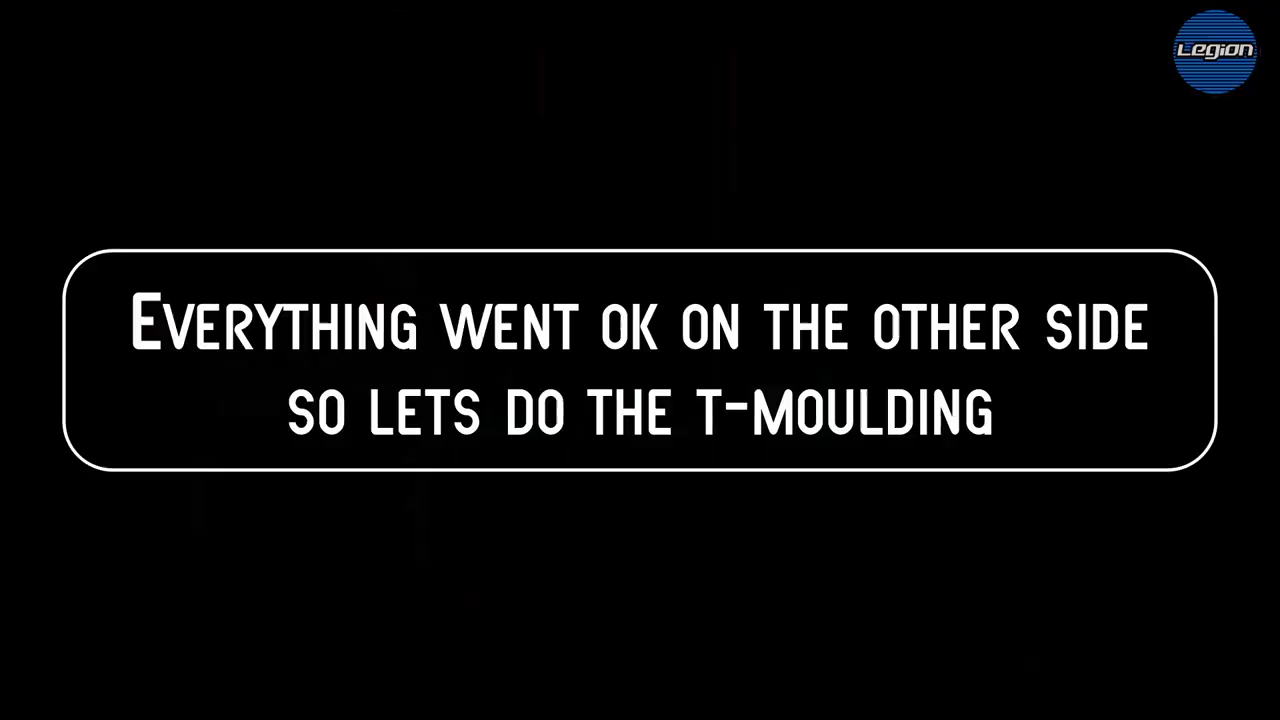 Legion
Everything went ok on the other side
so lets do the t-moulding